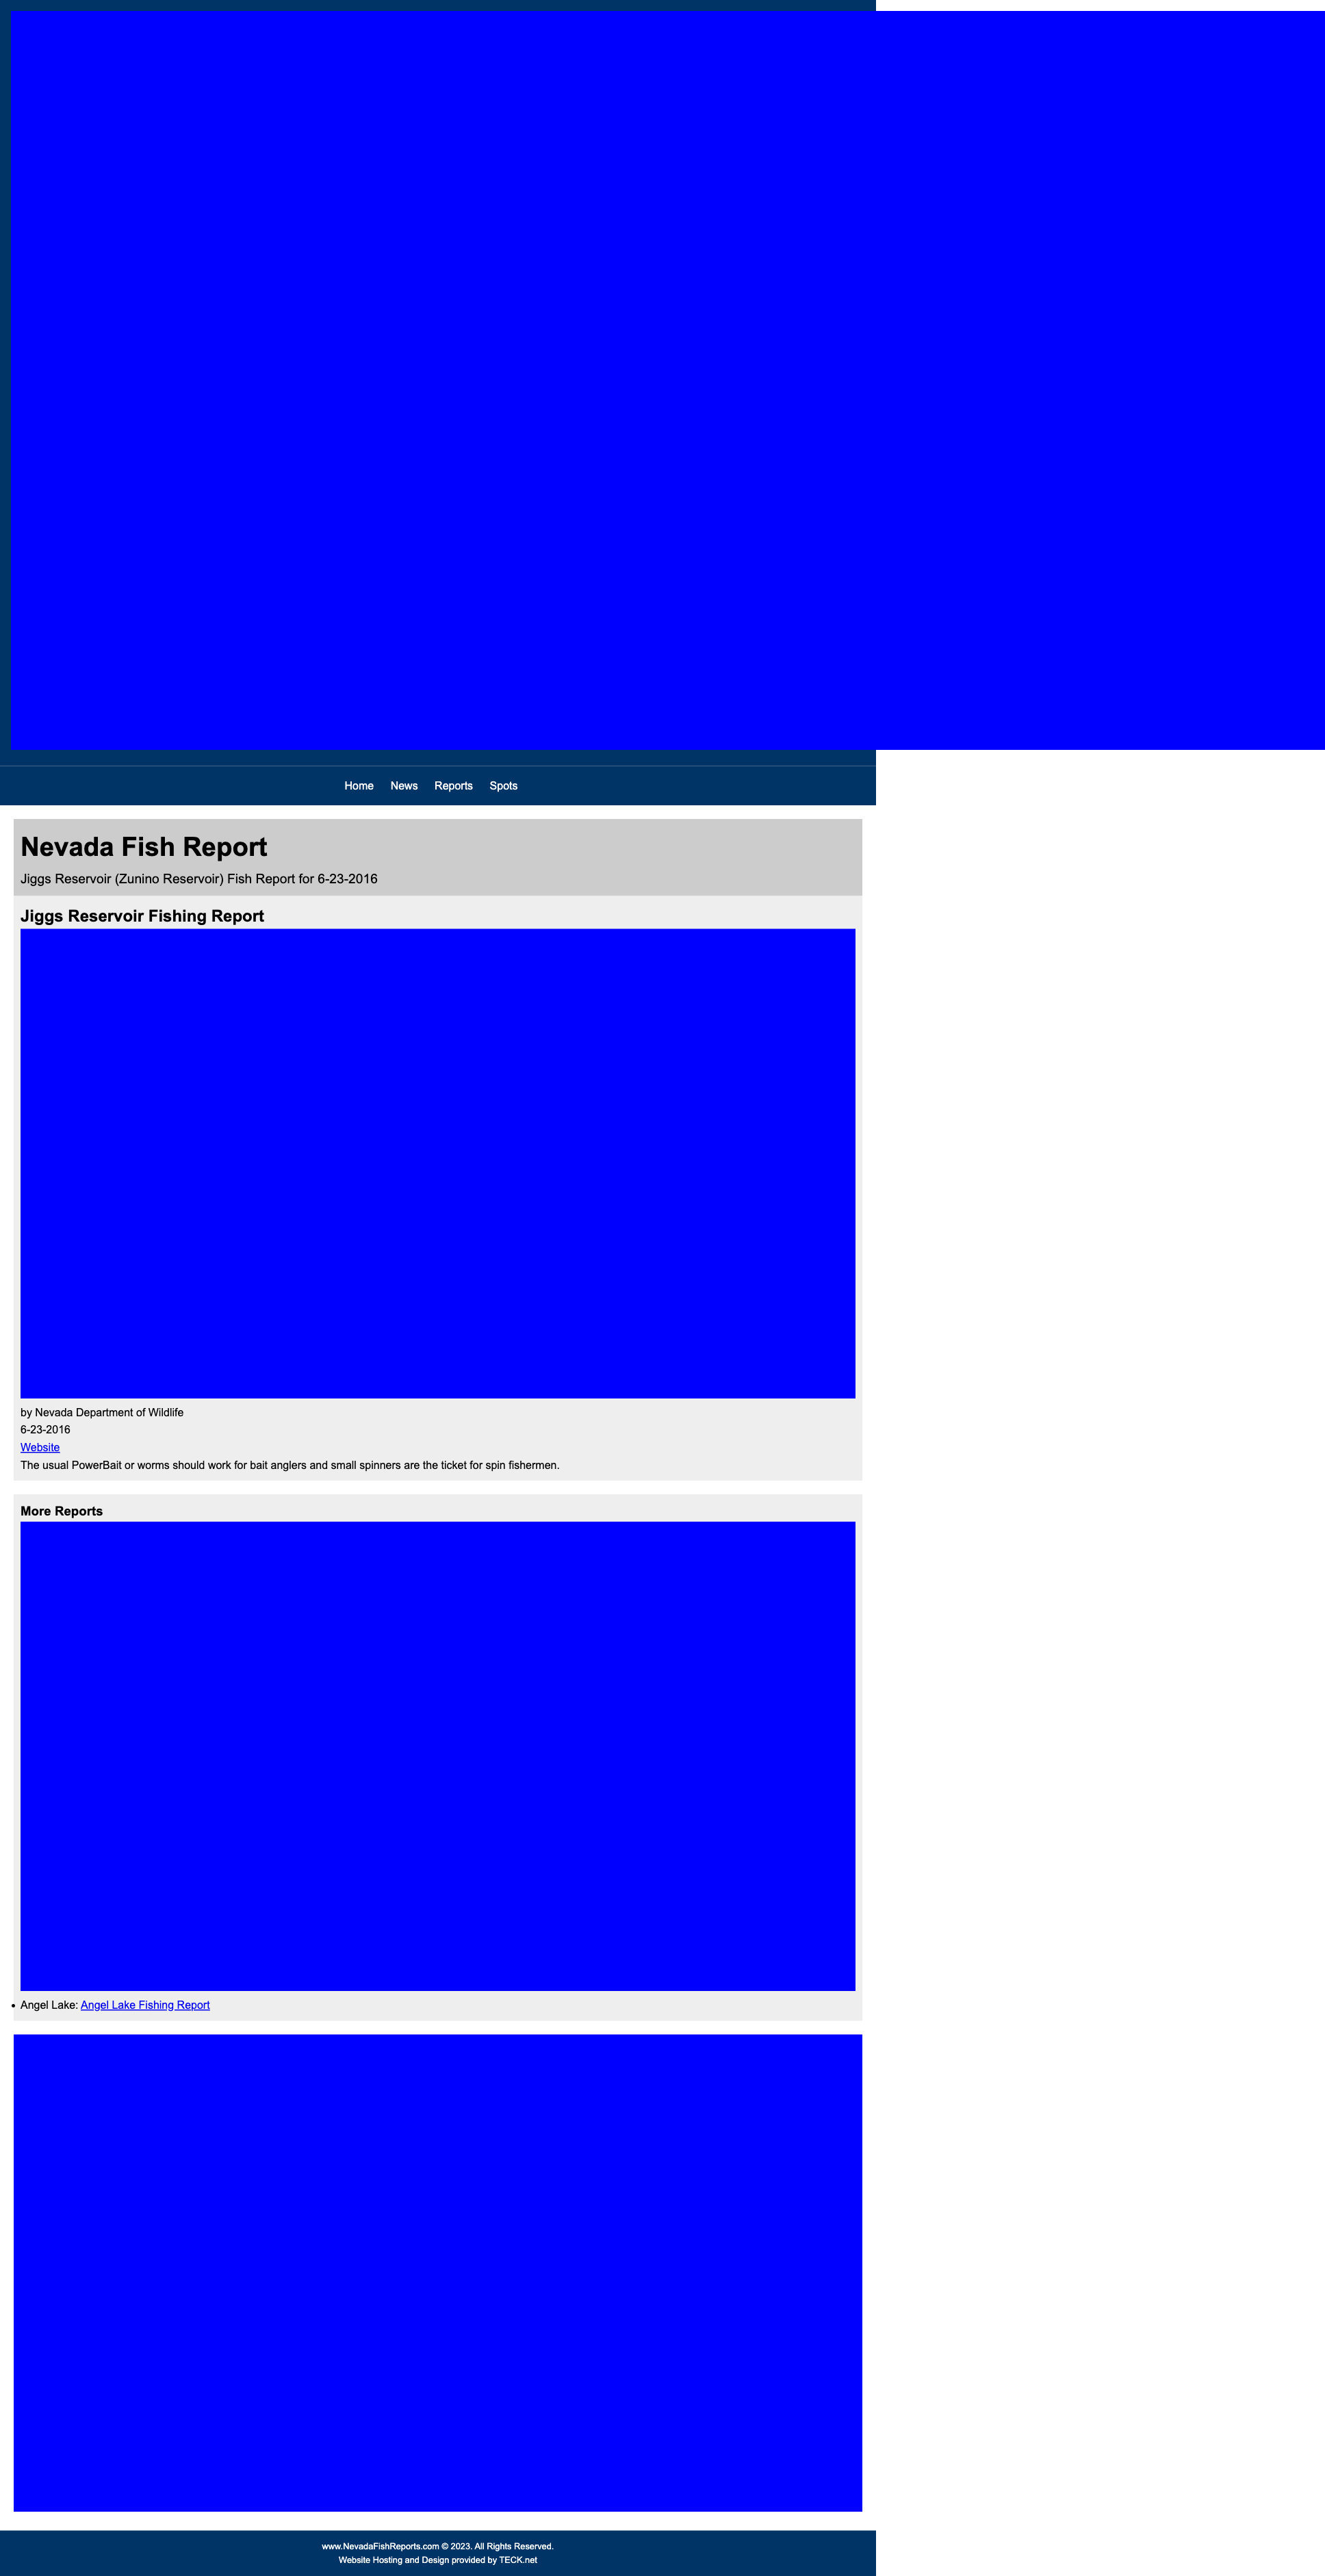 Home News Reports Spots
Nevada Fish Report
Jiggs Reservoir (Zunino Reservoir) Fish Report for 6-23-2016
Jiggs Reservoir Fishing Report
by Nevada Department of Wildlife
6-23-2016
Website
The usual PowerBait or worms should work for bait anglers and small spinners are the ticket for spin fishermen.
More Reports
• Angel Lake: Angel Lake Fishing Report
www.NevadaFishReports.com © 2023. All Rights Reserved.
Website Hosting and Design provided by TECK.net